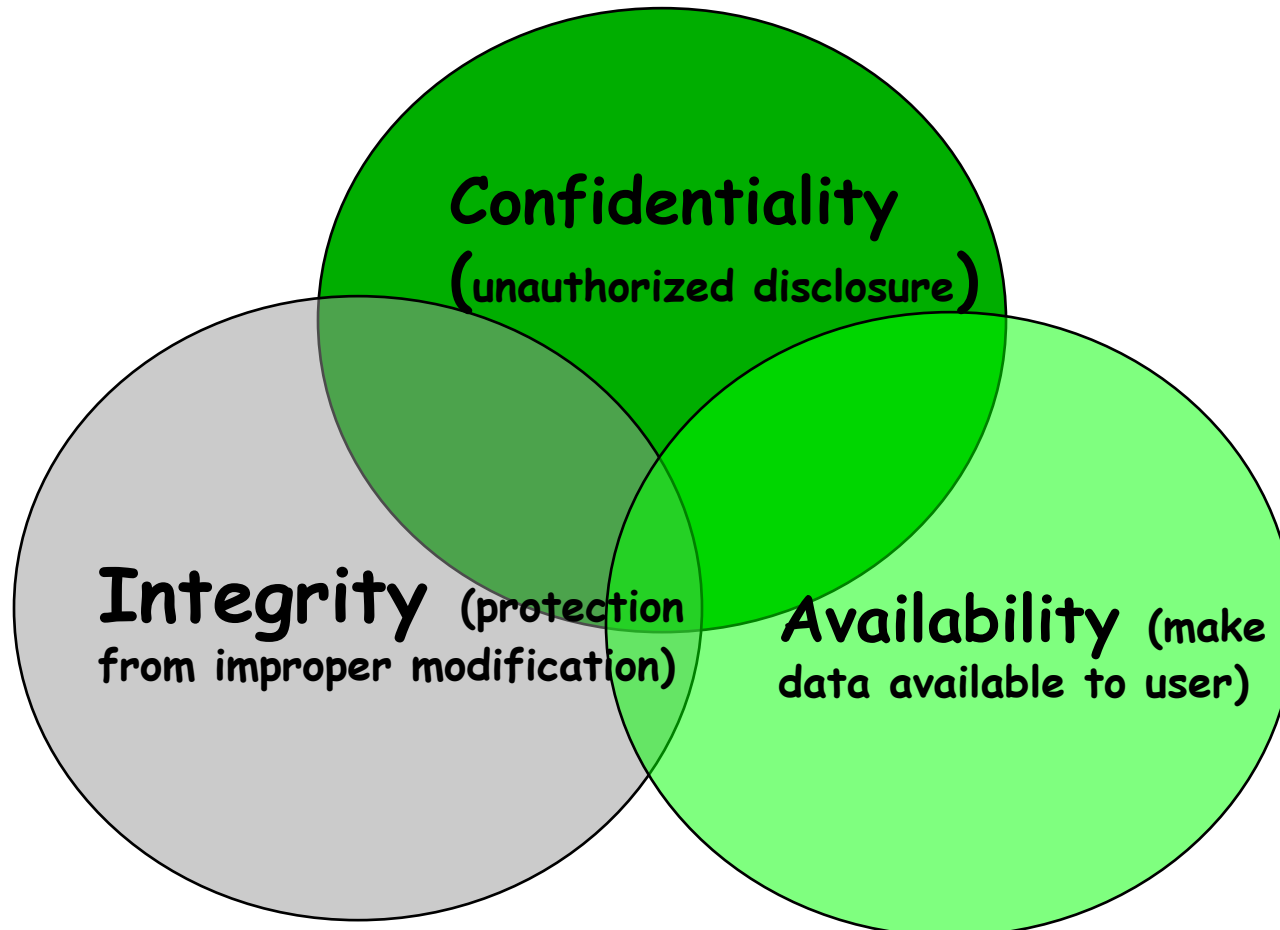 Confidentiality
(unauthorized disclosure)
Integrity (protection
from improper modification)
Availability (make
data available to user)